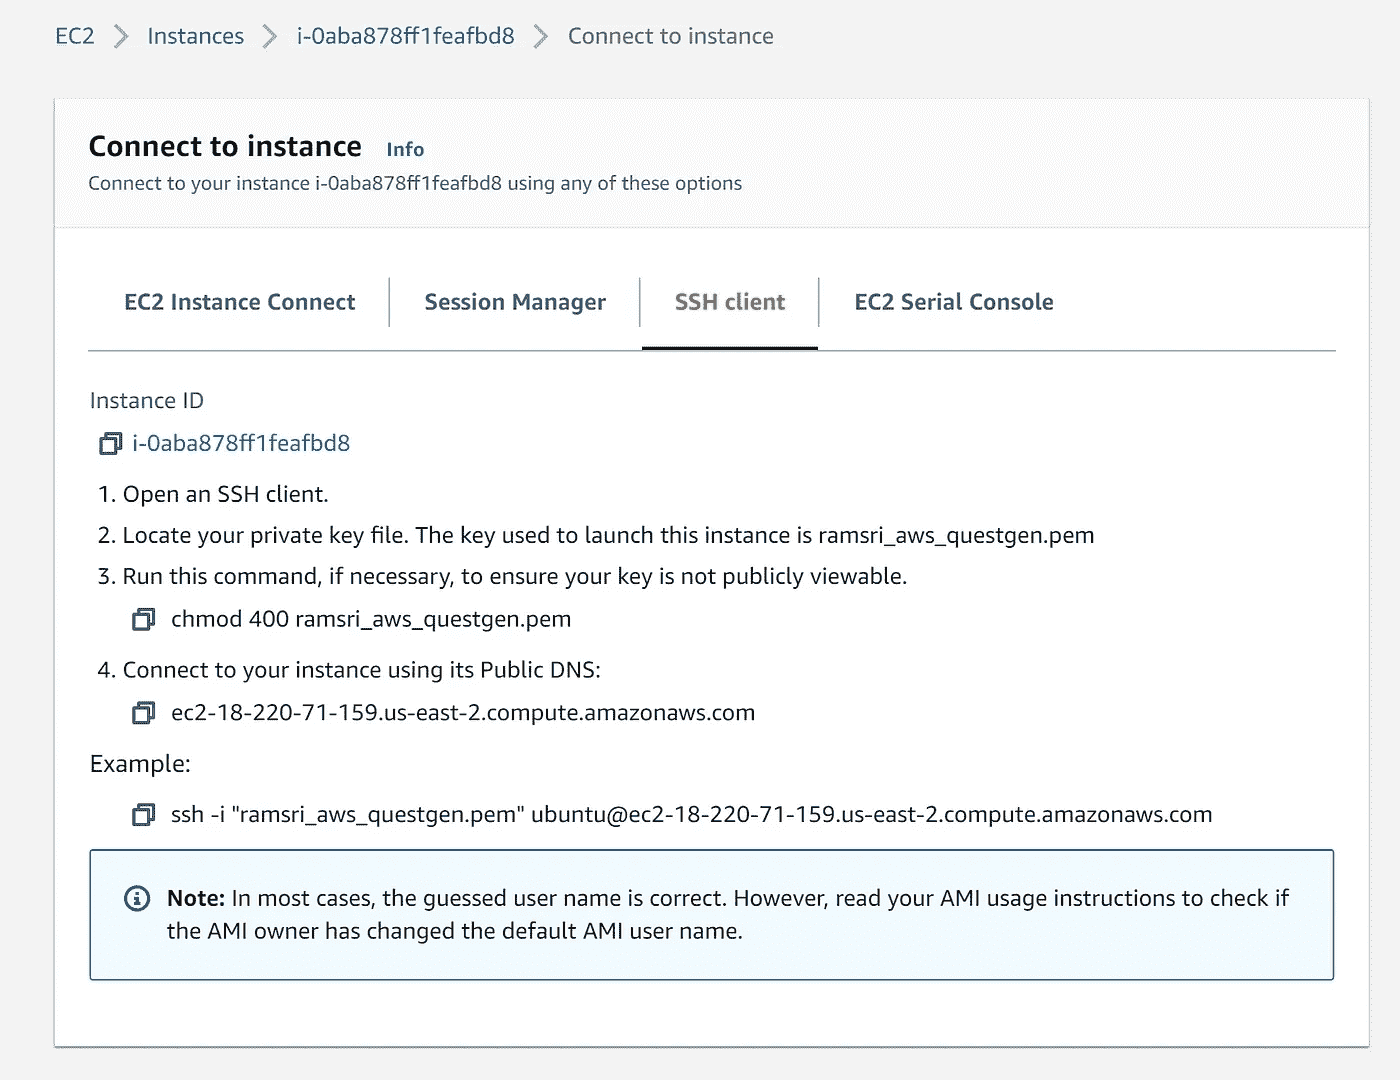 EC2 > Instances > i-0aba878ff1feafbd8 > Connect to instance
Connect to instance Info
Connect to your instance i-0aba878ff1feafbd8 using any of these options
EC2 Instance Connect Session Manager SSH client EC2 Serial Console
Instance ID
i-0aba878ff1feafbd8
1. Open an SSH client.
2. Locate your private key file. The key used to launch this instance is ramsri_aws_questgen.pem
3. Run this command, if necessary, to ensure your key is not publicly viewable.
chmod 400 ramsri_aws_questgen.pem
4. Connect to your instance using its Public DNS:
ec2-18-220-71-159.us-east-2.compute.amazonaws.com
Example:
ssh -i "ramsri_aws_questgen.pem" ubuntu@ec2-18-220-71-159.us-east-2.compute.amazonaws.com
Note: In most cases, the guessed user name is correct. However, read your AMI usage instructions to check if
the AMI owner has changed the default AMI user name.